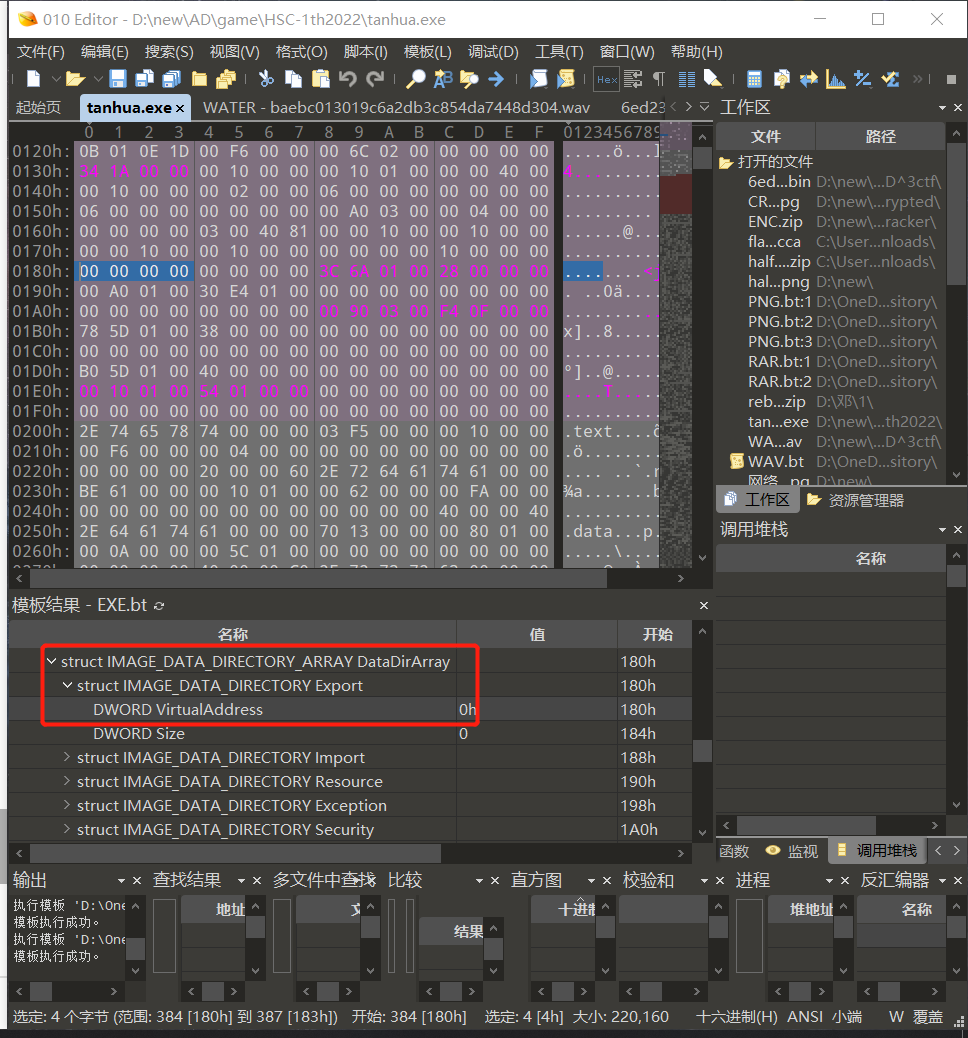 010 Editor - D:\new\AD\game\HSC-1th2022\tanhua.exe
文件(F) 编辑(E) 搜索(S) 视图(V) 格式(O) 脚本(I) 模板(L) 调试(D) 工具(T) 窗口(W) 帮助(H)
Hex
起始页 tanhua.exe × WATER - baebc013019c6a2db3c854da7448d304.wav 6ed23
0 1 2 3 4 5 6 7 8 9 A B C D E F 0123456789
0120h: 0B 01 0E 1D 00 F6 00 00 00 6C 02 00 00 00 00 00 .....ö...l
0130h: 34 1A 00 00 00 10 00 00 00 10 01 00 00 00 40 00 4.........
0140h: 00 10 00 00 00 02 00 00 06 00 00 00 00 00 00 00 ..........
0150h: 06 00 00 00 00 00 00 00 00 A0 03 00 00 04 00 00
0160h: 00 00 00 00 03 00 40 81 00 00 10 00 00 10 00 00 ......@...
0170h: 00 00 10 00 00 10 00 00 00 00 00 00 10 00 00 00 ..........
0180h: 00 00 00 00 00 00 00 00 3C 6A 01 00 28 00 00 00 ........<j
0190h: 00 A0 01 00 30 E4 01 00 00 00 00 00 00 00 00 00 . ..0ä....
01A0h: 00 00 00 00 00 00 00 00 00 90 03 00 F4 0F 00 00
01B0h: 78 5D 01 00 38 00 00 00 00 00 00 00 00 00 00 00 x]..8.....
01C0h: 00 00 00 00 00 00 00 00 00 00 00 00 00 00 00 00 ..........
01D0h: B0 5D 01 00 40 00 00 00 00 00 00 00 00 00 00 00 °]..@.....
01E0h: 00 10 01 00 54 01 00 00 00 00 00 00 00 00 00 00 ....T.....
01F0h: 00 00 00 00 00 00 00 00 00 00 00 00 00 00 00 00 ..........
0200h: 2E 74 65 78 74 00 00 00 03 F5 00 00 00 10 00 00 .text....õ
0210h: 00 F6 00 00 00 04 00 00 00 00 00 00 00 00 00 00 .ö........
0220h: 00 00 00 00 20 00 00 60 2E 72 64 61 74 61 00 00 .... ..`.r
0230h: BE 61 00 00 00 10 01 00 00 62 00 00 00 FA 00 00 ¾a.......b
0240h: 00 00 00 00 00 00 00 00 00 00 00 00 40 00 00 40 ..........
0250h: 2E 64 61 74 61 00 00 00 70 13 00 00 00 80 01 00 .data...p.
0260h: 00 0A 00 00 00 5C 01 00 00 00 00 00 00 00 00 00 .....\....
模板结果 - EXE.bt
名称 值 开始
struct IMAGE_DATA_DIRECTORY_ARRAY DataDirArray 180h
struct IMAGE_DATA_DIRECTORY Export 180h
DWORD VirtualAddress 0h 180h
DWORD Size 0 184h
struct IMAGE_DATA_DIRECTORY Import 188h
struct IMAGE_DATA_DIRECTORY Resource 190h
struct IMAGE_DATA_DIRECTORY Exception 198h
struct IMAGE_DATA_DIRECTORY Security 1A0h
工作区
文件 路径
打开的文件
6ed...bin D:\new\...D^3ctf\
CR...pg D:\new\...rypted\
ENC.zip D:\new\...racker\
fla...cca C:\User...nloads\
half....zip C:\User...nloads\
hal...png D:\new\
PNG.bt:1 D:\OneD...sitory\
PNG.bt:2 D:\OneD...sitory\
PNG.bt:3 D:\OneD...sitory\
RAR.bt:1 D:\OneD...sitory\
RAR.bt:2 D:\OneD...sitory\
reb...zip D:\邓\1\
tan...exe D:\new\...th2022\
WA...av D:\new\...D^3ctf\
WAV.bt D:\OneD...sitory\
网络...pg D:\new\
工作区 资源管理器
调用堆栈
名称
函数 监视 调用堆栈
输出 查找结果 多文件中查找 比较 直方图 校验和 进程 反汇编器
执行模板 'D:\One
模板执行成功。
执行模板 'D:\One
模板执行成功。
地址 文 结果 十进制 堆地址 名称
选定: 4 个字节 (范围: 384 [180h] 到 387 [183h]) 开始: 384 [180h] 选定: 4 [4h] 大小: 220,160 十六进制(H) ANSI 小端 W 覆盖